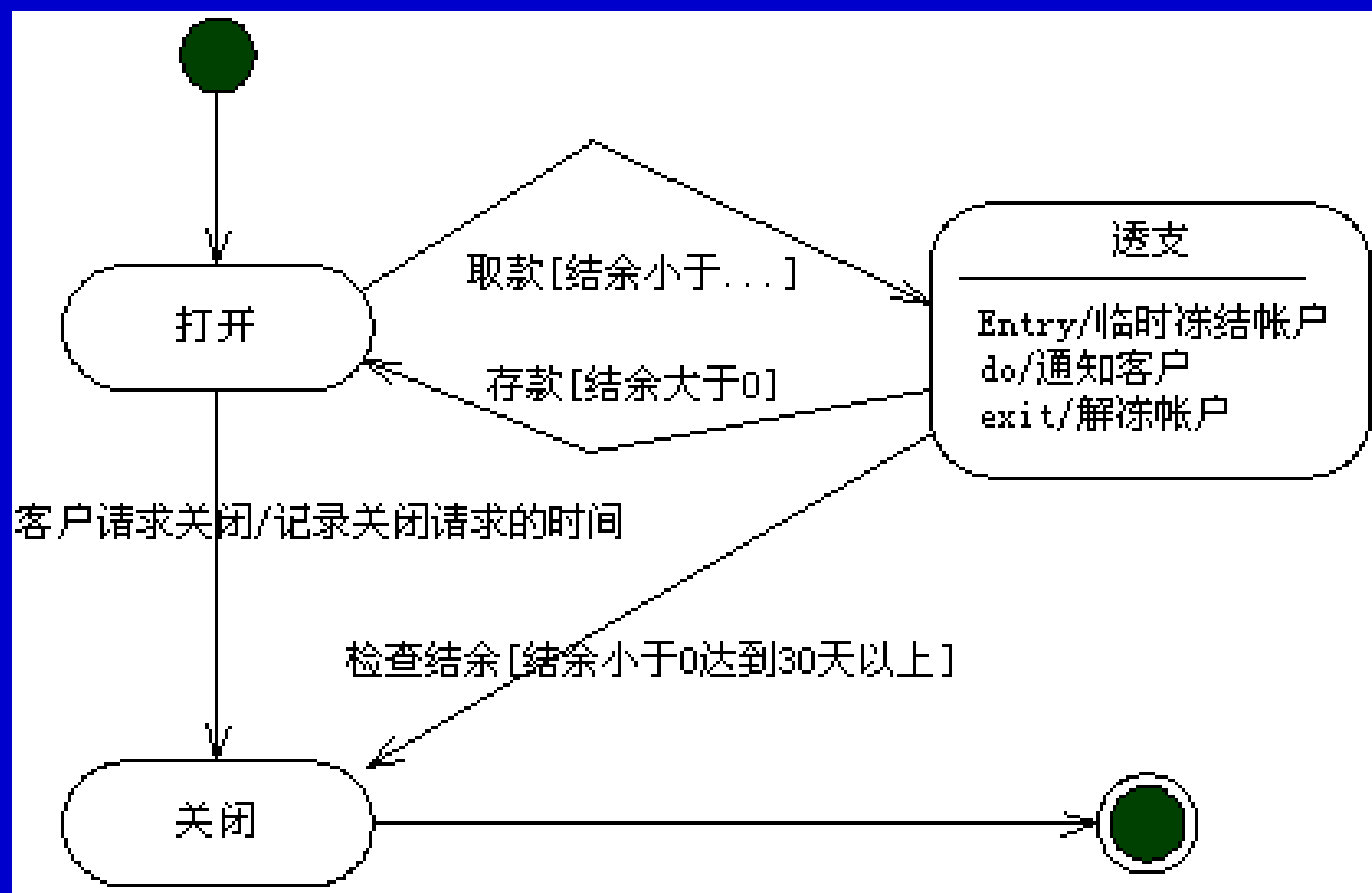 透支
取款[结余小于...]
打开
Entry/临时冻结帐户
do/通知客户
存款[结余大于0]
exit/解冻帐户
客户请求关闭/记录关闭请求的时间
检查结余[结余小于0达到30天以上]
关闭